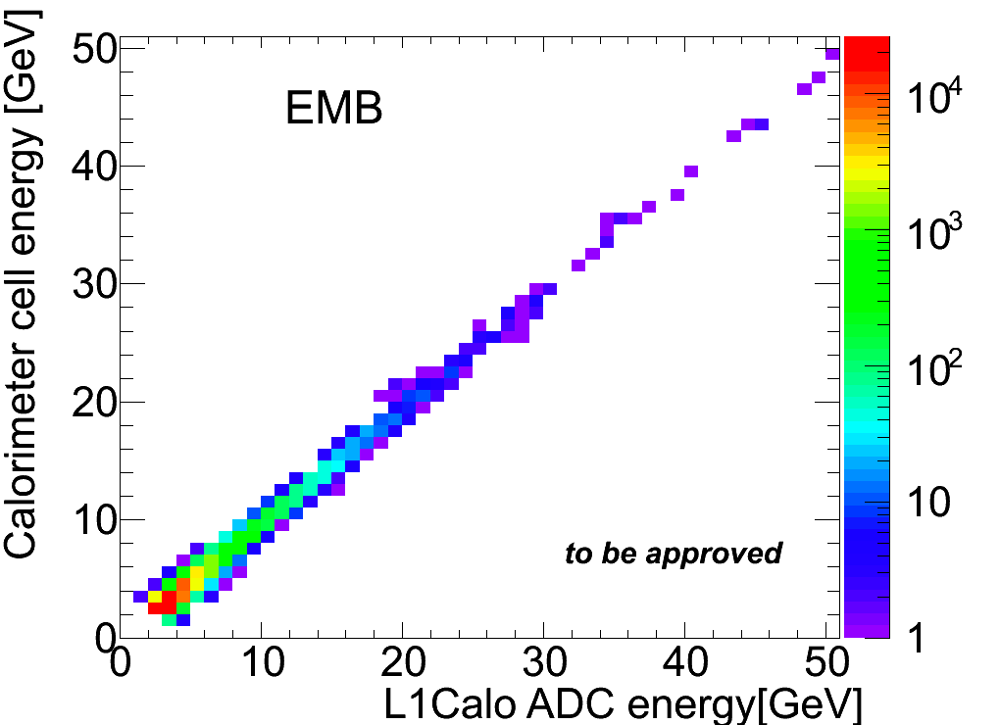 Calorimeter cell energy [GeV]
50
40
30
20
10
0
EMB
to be approved
0 10 20 30 40 50
L1Calo ADC energy[GeV]
10⁴
10³
10²
10
1